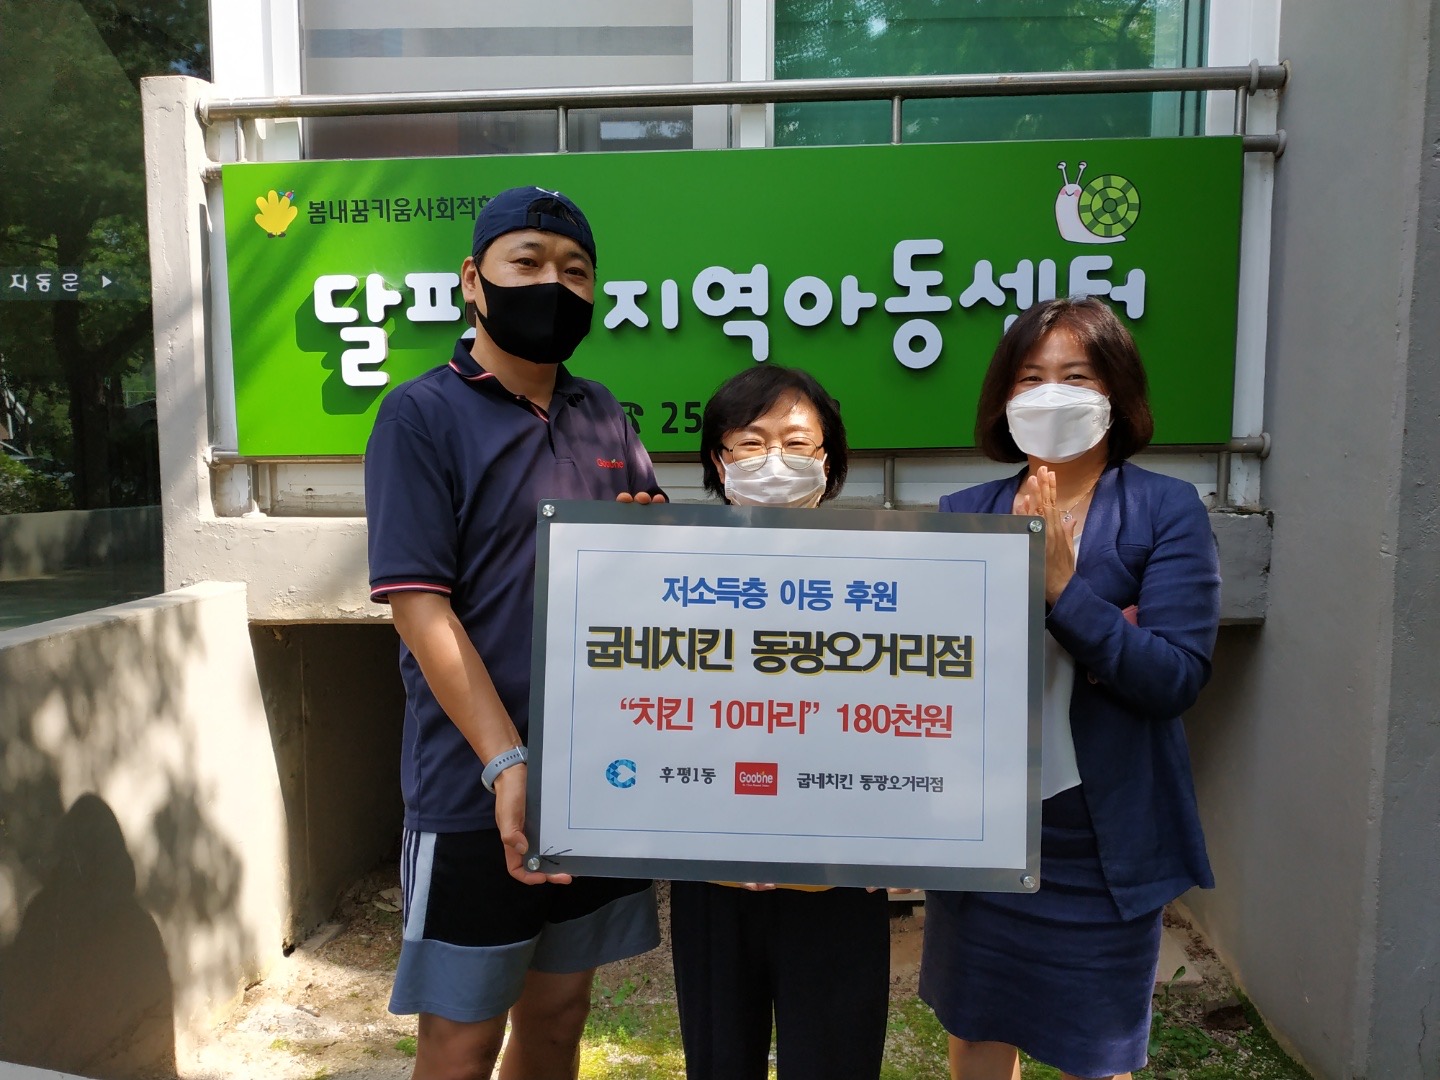 봄내꿈키움사회적협
달팽 지역아동센터
☎ 25
자동문 ▶
저소득층 아동 후원
굽네치킨 동광오거리점
“치킨 10마리” 180천원
후평1동 Goobne 굽네치킨 동광오거리점
Goobne